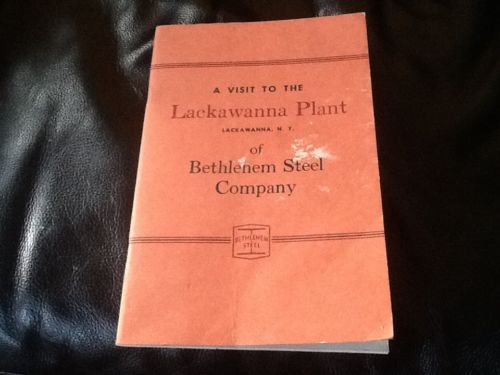 A VISIT TO THE
Lackawanna Plant
LACKAWANNA, N. Y.
of
Bethlehem Steel
Company
BETHLEHEM
STEEL